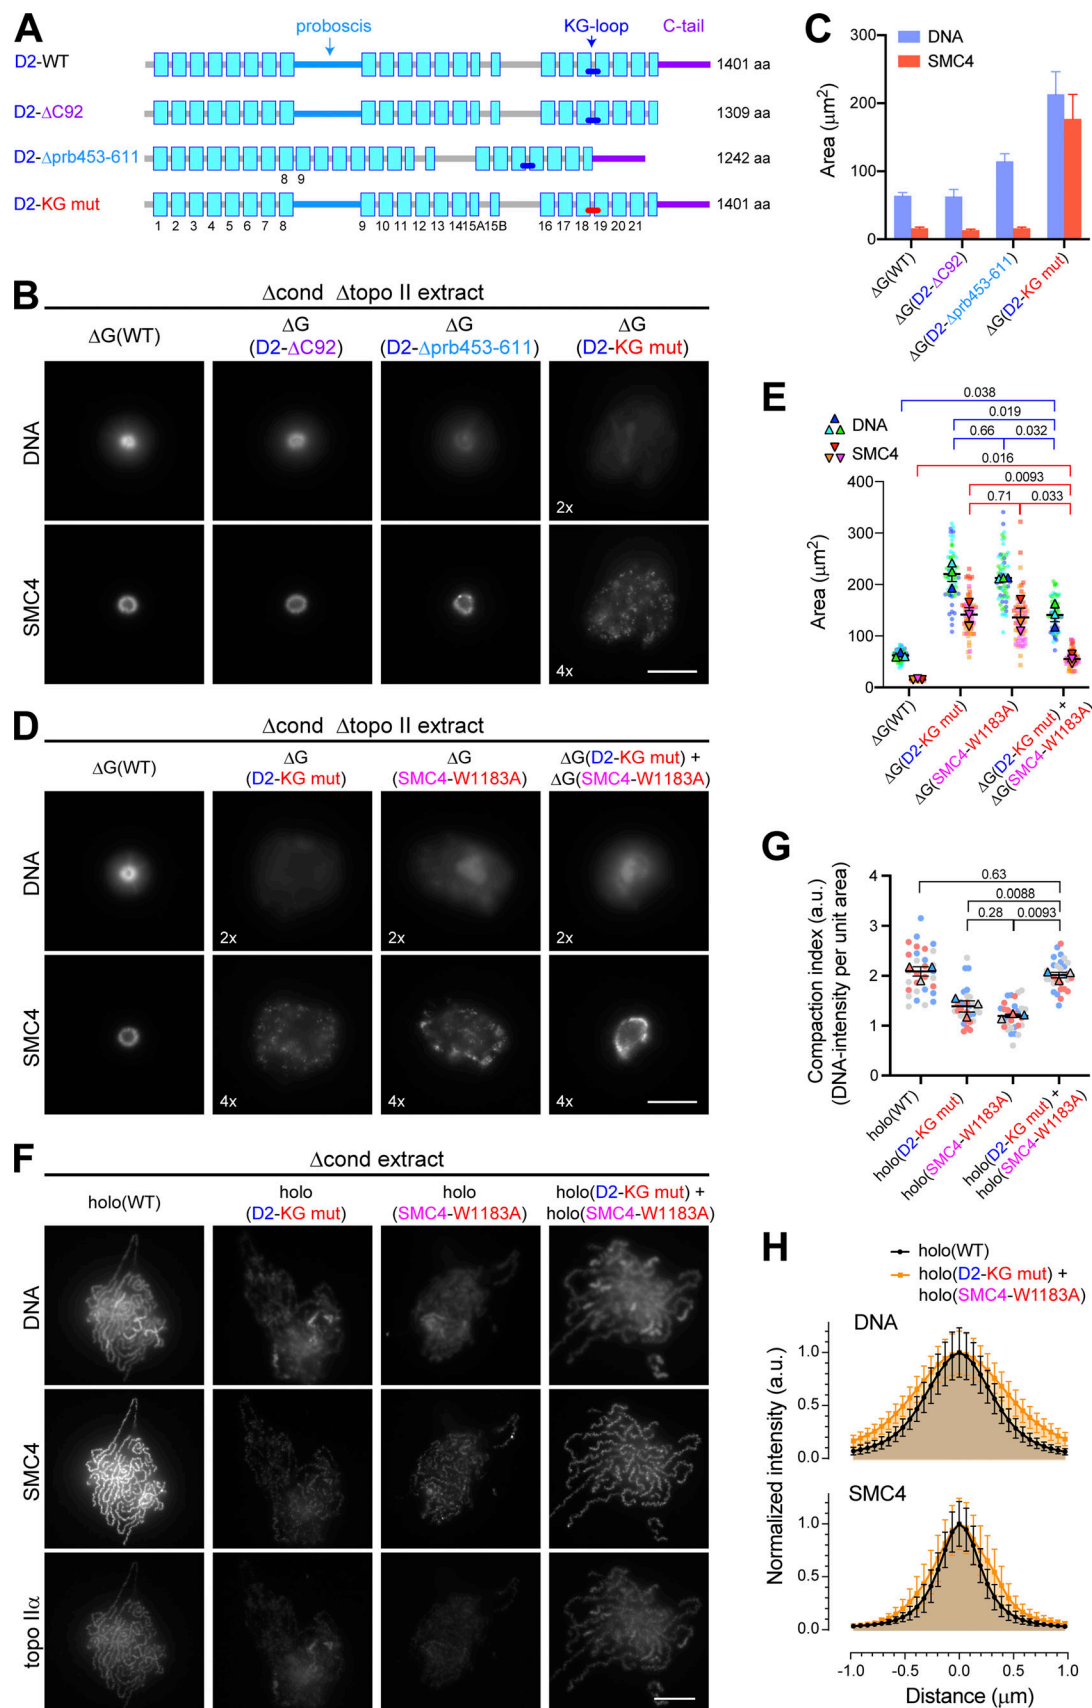 A
proboscis
KG-loop
C-tail
D2-WT
1401 aa
D2-ΔC92
1309 aa
D2-Δprb453-611
1242 aa
8 9
D2-KG mut
1401 aa
1 2 3 4 5 6 7 8 9 10 11 12 13 14 15A 15B 16 17 18 19 20 21
B
Δcond Δtopo II extract
ΔG(WT)
ΔG
(D2-ΔC92)
ΔG
(D2-Δprb453-611)
ΔG
(D2-KG mut)
DNA
2x
SMC4
4x
C
300
200
100
0
Area (μm²)
DNA
SMC4
ΔG(WT)
ΔG(D2-ΔC92)
ΔG(D2-Δprb453-611)
ΔG(D2-KG mut)
D
Δcond Δtopo II extract
ΔG(WT)
ΔG
(D2-KG mut)
ΔG
(SMC4-W1183A)
ΔG(D2-KG mut) +
ΔG(SMC4-W1183A)
DNA
2x
2x
2x
SMC4
4x
4x
4x
E
DNA
SMC4
0.038
0.019
0.66
0.032
0.016
0.0093
0.71
0.033
400
300
200
100
0
Area (μm²)
ΔG(WT)
ΔG(D2-KG mut)
ΔG(SMC4-W1183A)
ΔG(D2-KG mut) +
ΔG(SMC4-W1183A)
F
Δcond extract
holo(WT)
holo
(D2-KG mut)
holo
(SMC4-W1183A)
holo(D2-KG mut) +
holo(SMC4-W1183A)
DNA
SMC4
topo IIα
G
0.63
0.0088
0.28
0.0093
4
3
2
1
0
Compaction index (a.u.)
(DNA-intensity per unit area)
holo(WT)
holo(D2-KG mut)
holo(SMC4-W1183A)
holo(D2-KG mut) +
holo(SMC4-W1183A)
H
holo(WT)
holo(D2-KG mut) +
holo(SMC4-W1183A)
DNA
1.0
0.5
0.0
SMC4
1.0
0.5
0.0
Normalized intensity (a.u.)
-1.0 -0.5 0.0 0.5 1.0
Distance (μm)